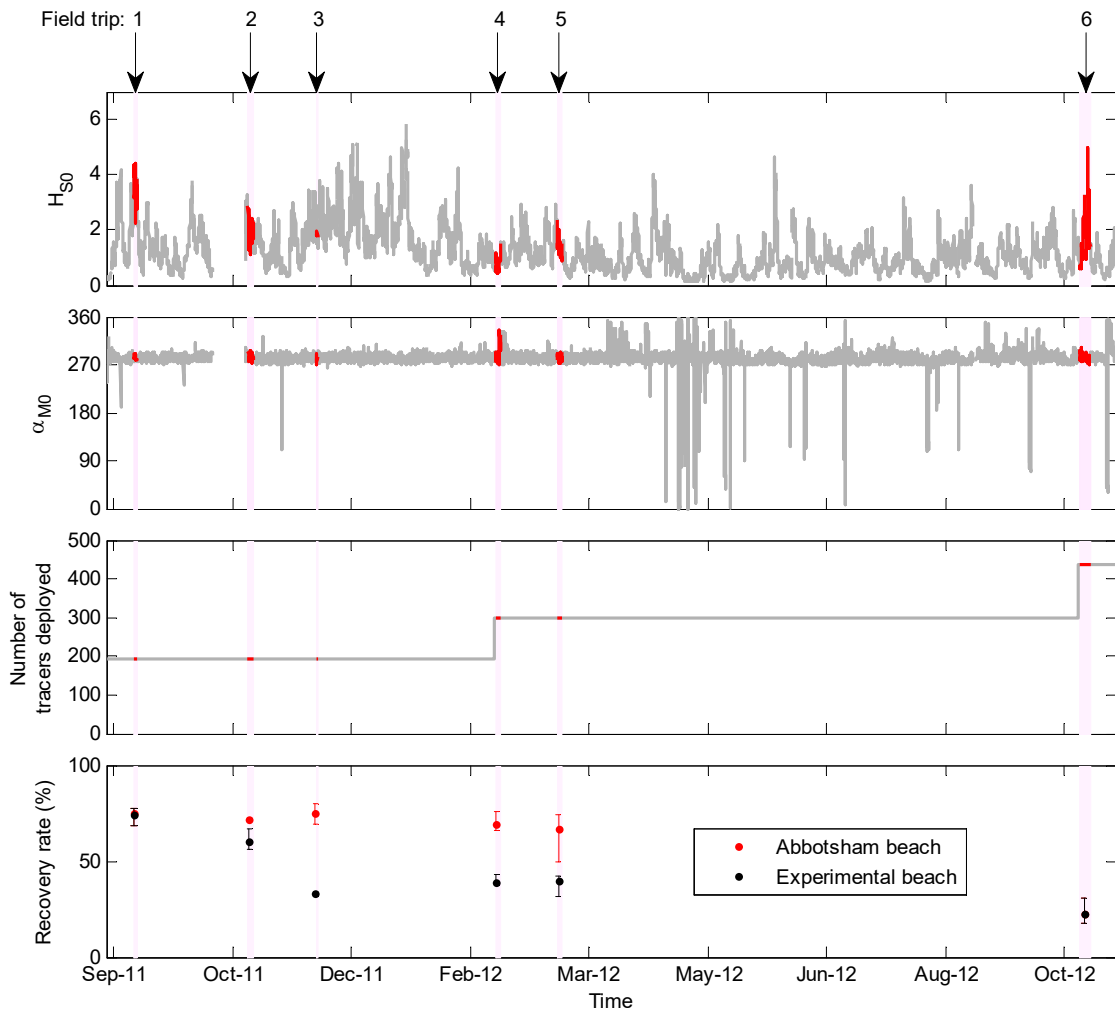 Field trip: 1 2 3 4 5 6
6
4
2
0
H_S0
360
270
180
90
0
α_M0
500
400
300
200
100
0
Number of
tracers deployed
100
50
0
Recovery rate (%)
Abbotsham beach
Experimental beach
Sep-11 Oct-11 Dec-11 Feb-12 Mar-12 May-12 Jun-12 Aug-12 Oct-12
Time